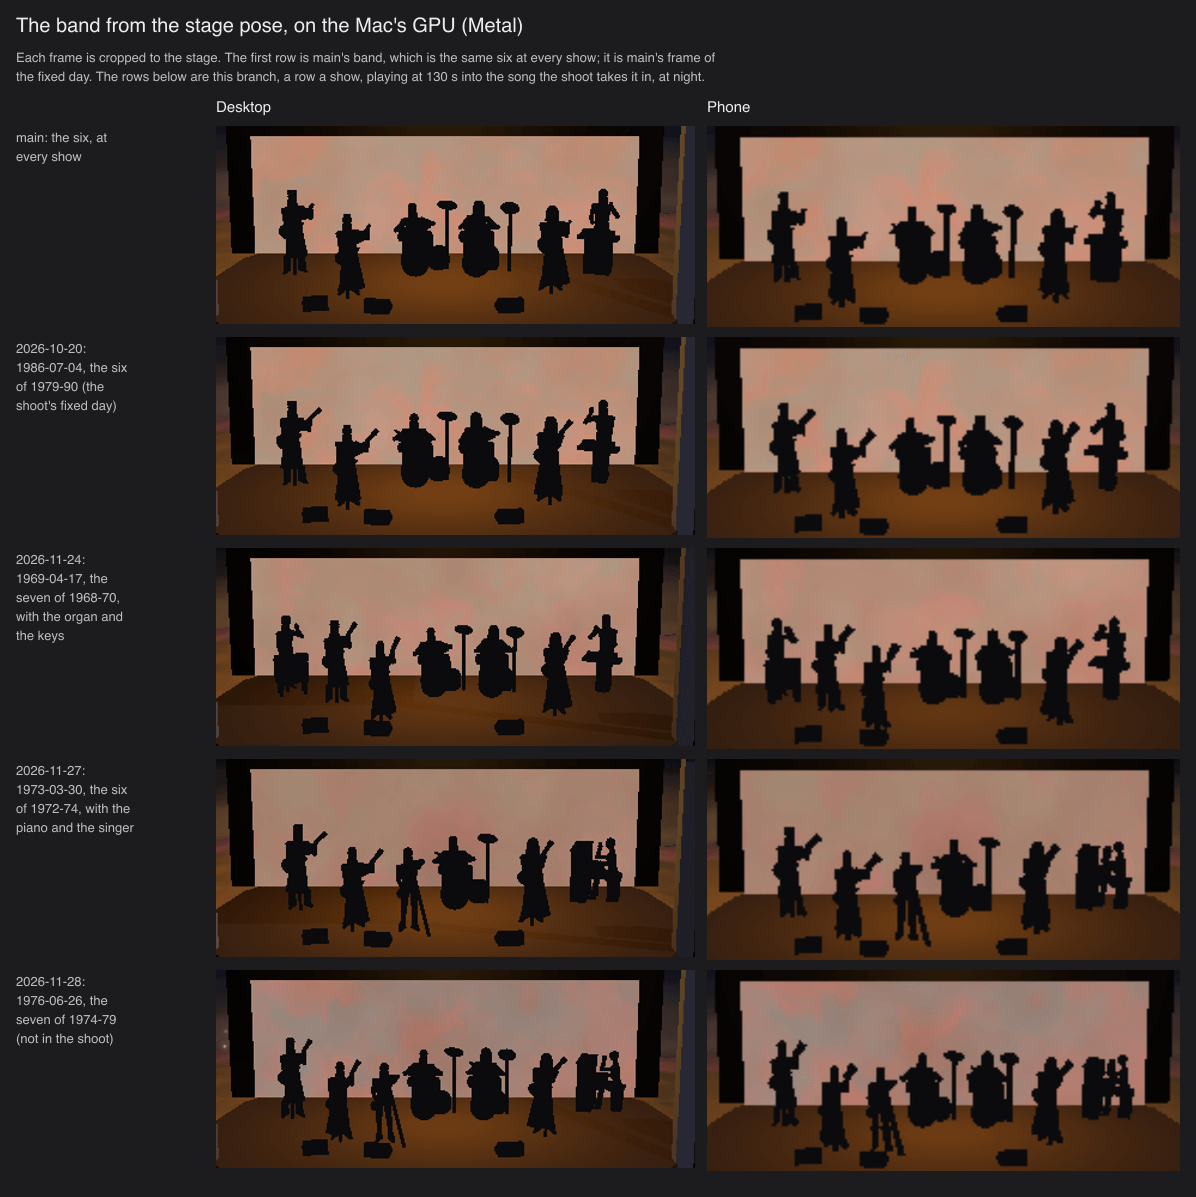 The band from the stage pose, on the Mac's GPU (Metal)
Each frame is cropped to the stage. The first row is main's band, which is the same six at every show; it is main's frame of
the fixed day. The rows below are this branch, a row a show, playing at 130 s into the song the shoot takes it in, at night.
Desktop
Phone
main: the six, at
every show
2026-10-20:
1986-07-04, the six
of 1979-90 (the
shoot's fixed day)
2026-11-24:
1969-04-17, the
seven of 1968-70,
with the organ and
the keys
2026-11-27:
1973-03-30, the six
of 1972-74, with the
piano and the singer
2026-11-28:
1976-06-26, the
seven of 1974-79
(not in the shoot)